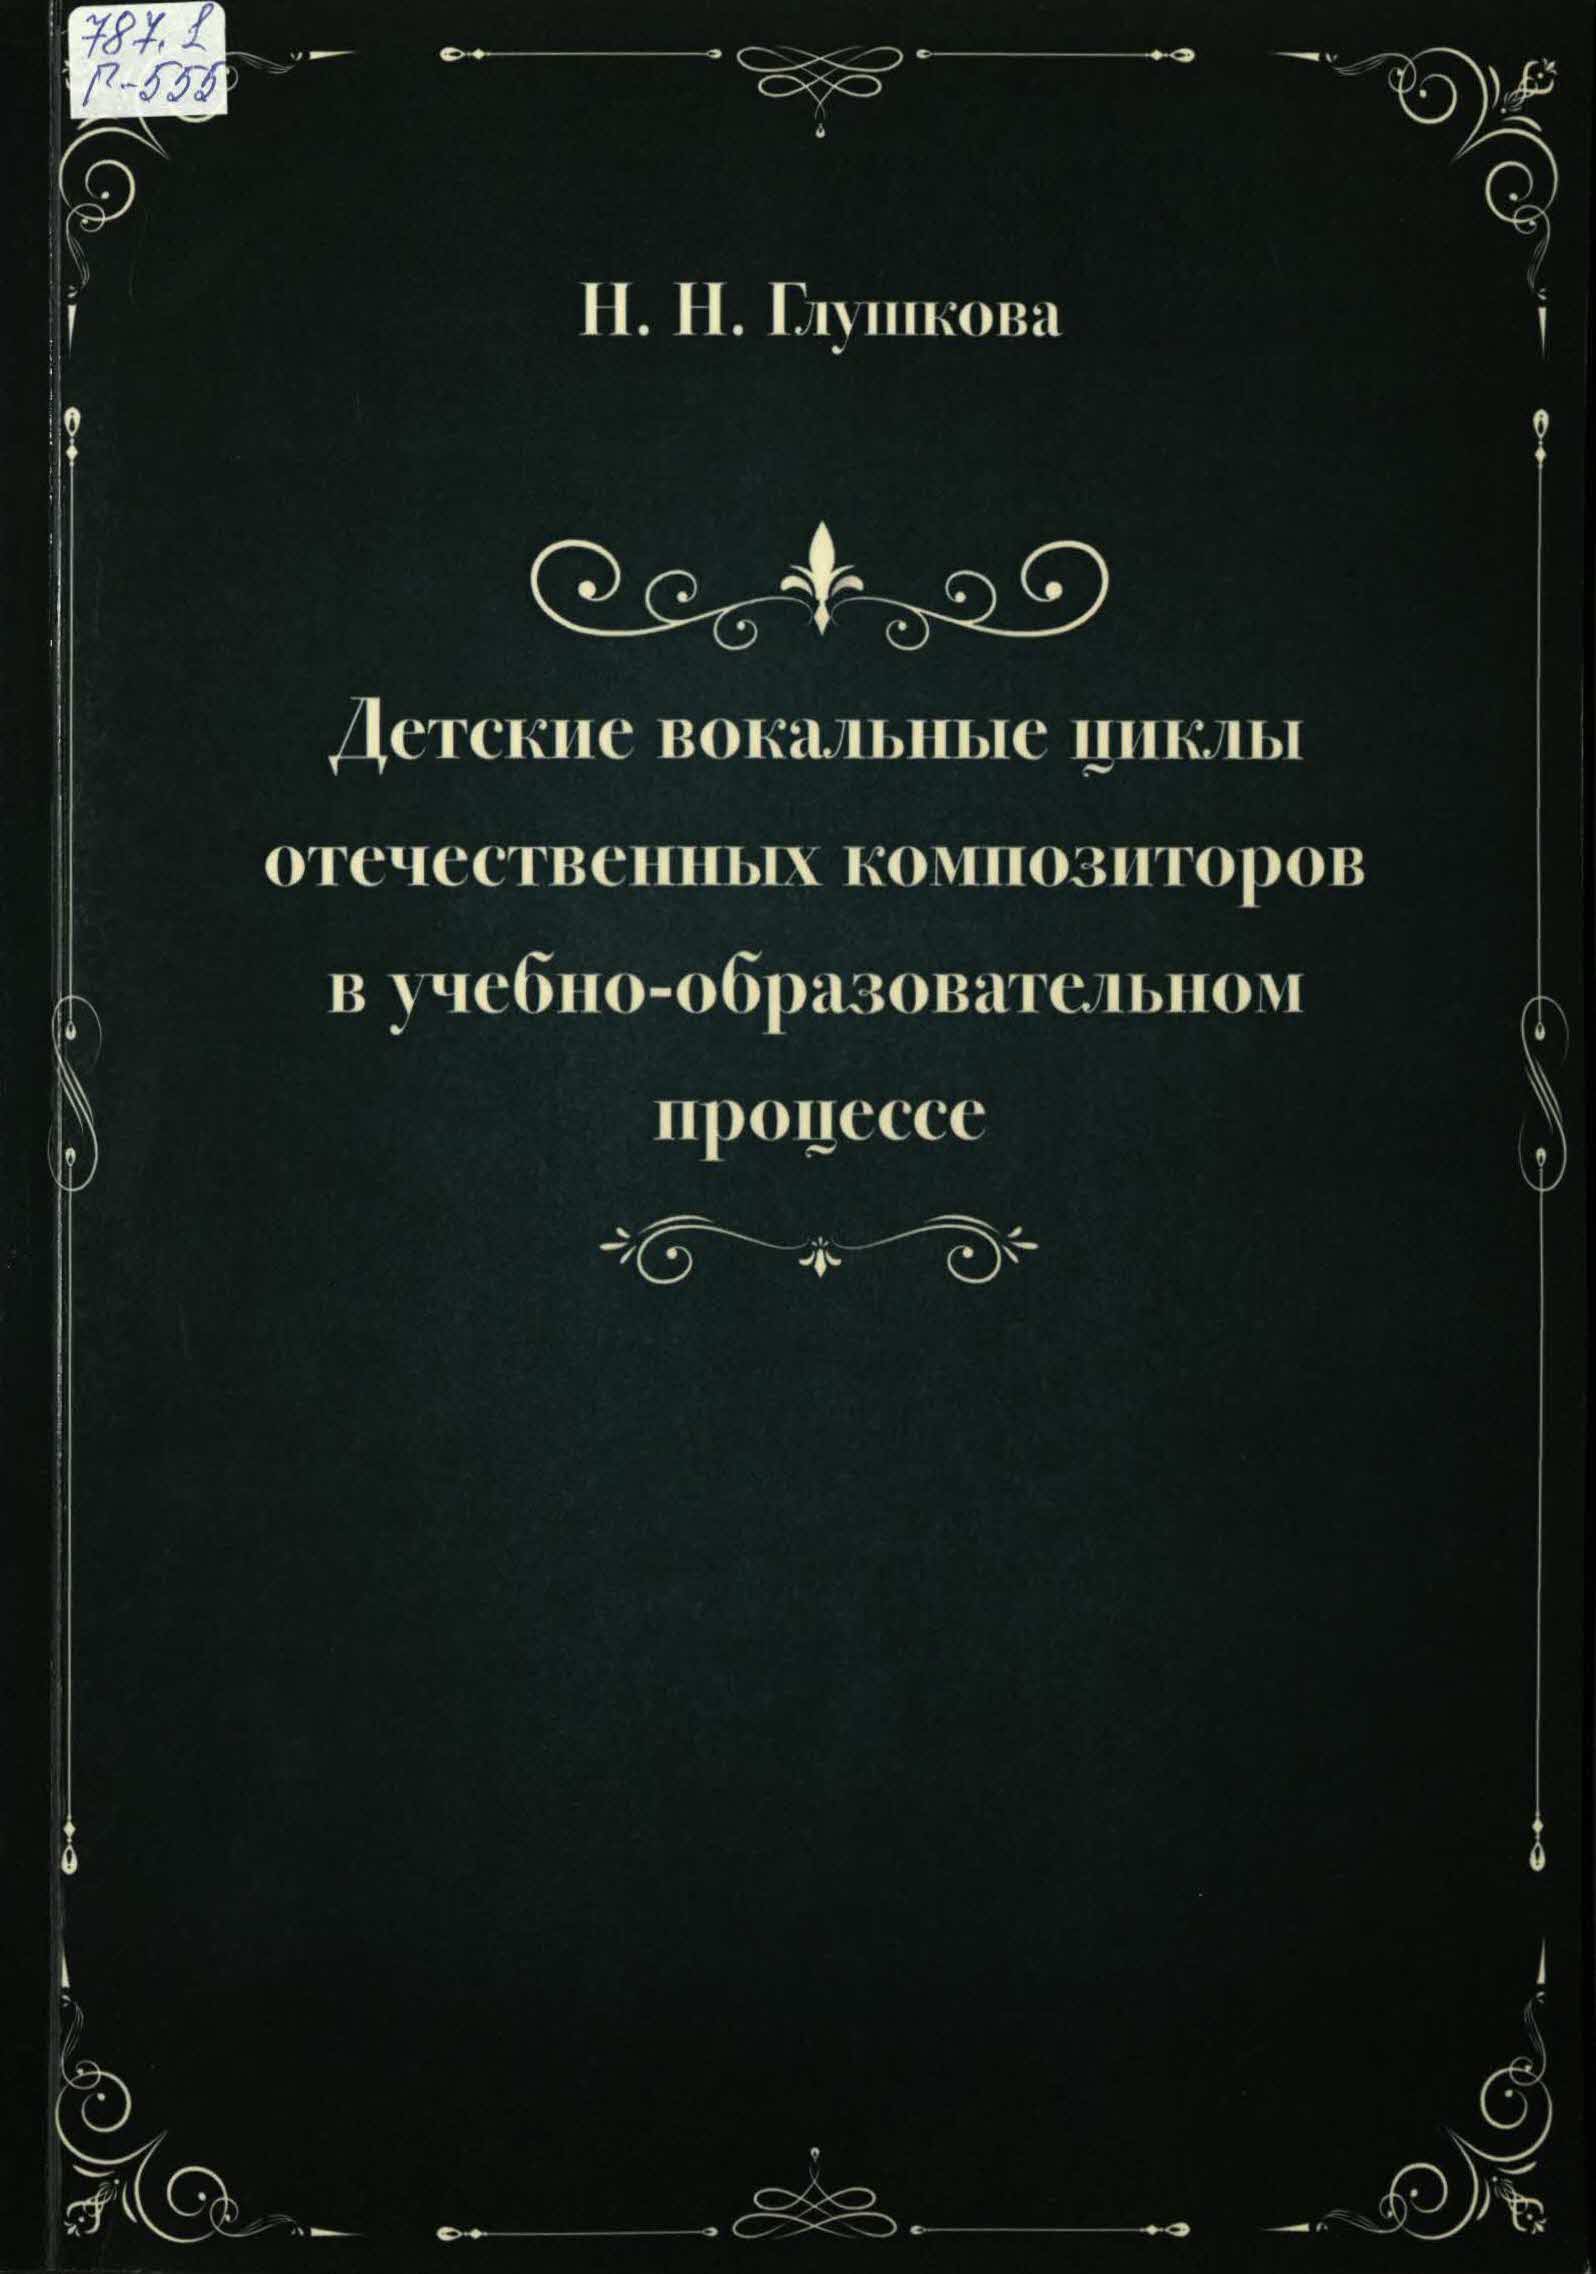 787.1
Г-555
Н. Н. Глушкова
Детские вокальные циклы
отечественных композиторов
в учебно-образовательном
процессе